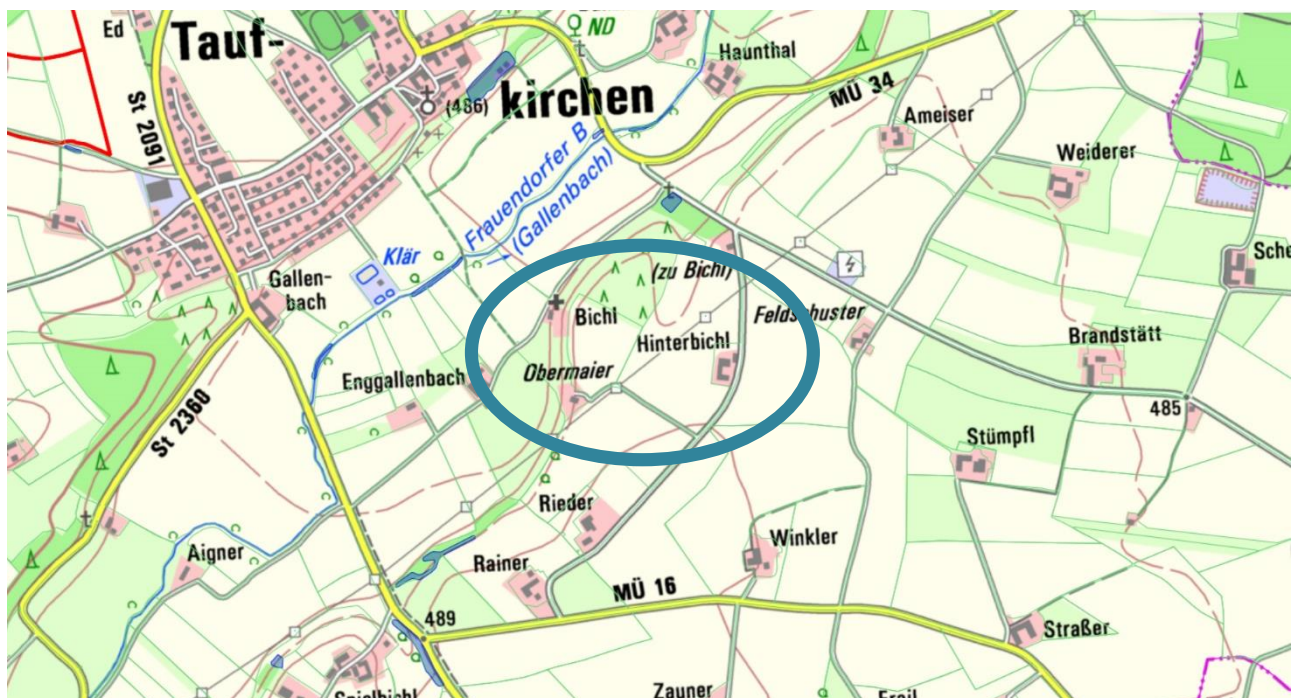 Ed
Tauf-
kirchen
ND
Haunthal
MÜ 34
Ameiser
Weiderer
St 2091
(486)
Frauendorfer B
(Gallenbach)
Klär
Gallen-
bach
(zu Bichl)
Bichl
Hinterbichl
Feldschuster
Brandstätt
Obermaier
Enggallenbach
485
St 2360
Stümpfl
Rieder
Winkler
Aigner
Rainer
MÜ 16
489
Straßer
Spielbichl
Zauner